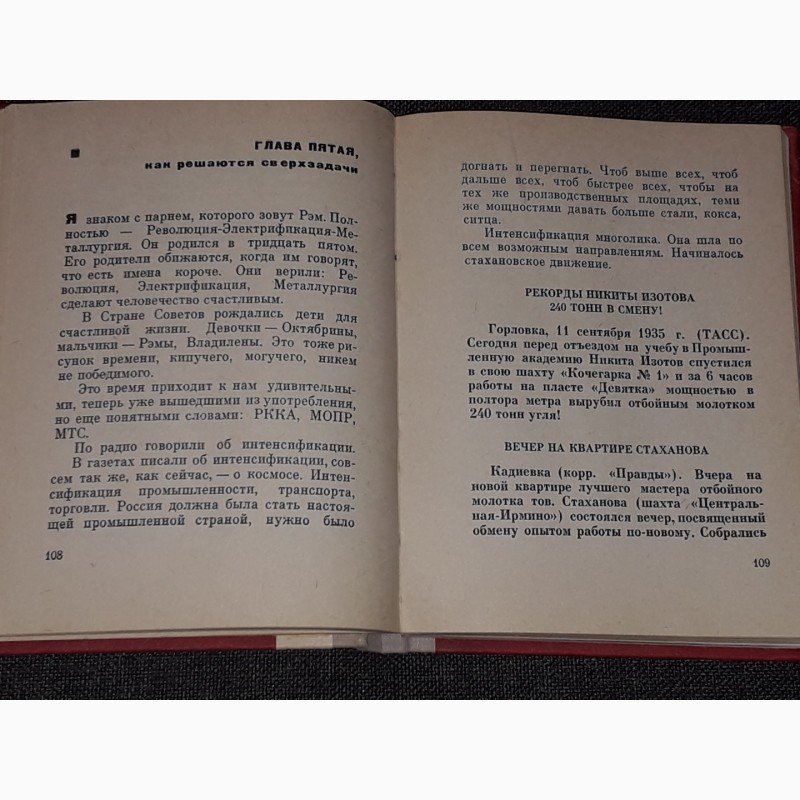 ГЛАВА ПЯТАЯ,
как решаются сверхзадачи
Я знаком с парнем, которого зовут Рэм. Пол-
ностью — Революция-Электрификация-Ме-
таллургия. Он родился в тридцать пятом.
Его родители обижаются, когда им говорят,
что есть имена короче. Они верили: Ре-
волюция, Электрификация, Металлургия
сделают человечество счастливым.
В Стране Советов рождались дети для
счастливой жизни. Девочки — Октябрины,
мальчики — Рэмы, Владилены. Это тоже ри-
сунок времени, кипучего, могучего, никем
не победимого.
Это время приходит к нам удивительны-
ми, теперь уже вышедшими из употребления,
но еще понятными словами: РККА, МОПР,
МТС.
По радио говорили об интенсификации.
В газетах писали об интенсификации, сов-
сем так же, как сейчас, — о космосе. Интен-
сификация промышленности, транспорта,
торговли. Россия должна была стать настоя-
щей промышленной страной, нужно было
108
догнать и перегнать. Чтоб выше всех, чтоб
дальше всех, чтоб быстрее всех, чтобы на
тех же производственных площадях, теми
же мощностями давать больше стали, кокса,
ситца.
Интенсификация многолика. Она шла по
всем возможным направлениям. Начиналось
стахановское движение.
РЕКОРДЫ НИКИТЫ ИЗОТОВА
240 ТОНН В СМЕНУ!
Горловка, 11 сентября 1935 г. (ТАСС).
Сегодня перед отъездом на учебу в Промыш-
ленную академию Никита Изотов спустился
в свою шахту «Кочегарка № 1» и за 6 часов
работы на пласте «Девятка» мощностью в
полтора метра вырубил отбойным молотком
240 тонн угля!
ВЕЧЕР НА КВАРТИРЕ СТАХАНОВА
Кадиевка (корр. «Правды»). Вчера на
новой квартире лучшего мастера отбойного
молотка тов. Стаханова (шахта «Централь-
ная-Ирмино») состоялся вечер, посвященный
обмену опытом работы по-новому. Собрались
109